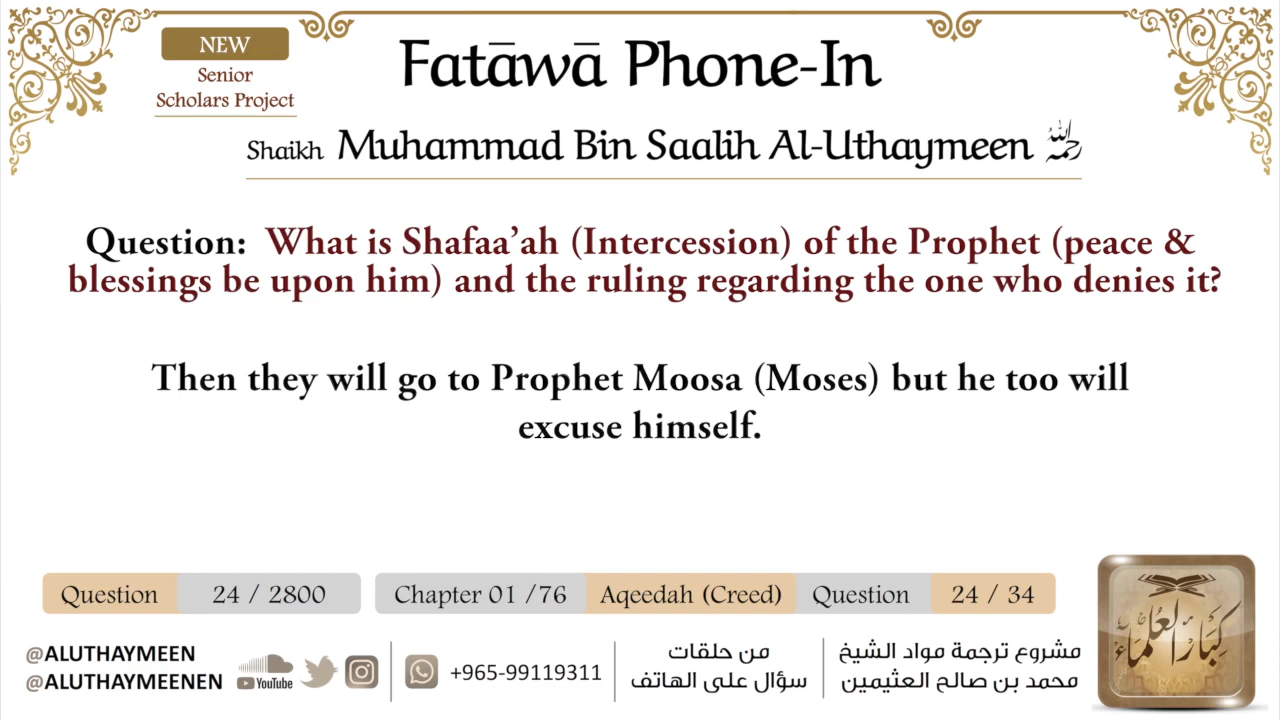 NEW
Senior
Scholars Project
Fatāwā Phone-In
Shaikh Muhammad Bin Saalih Al-Uthaymeen رحمه الله
Question: What is Shafaa’ah (Intercession) of the Prophet (peace &
blessings be upon him) and the ruling regarding the one who denies it?
Then they will go to Prophet Moosa (Moses) but he too will
excuse himself.
Question 24 / 2800 Chapter 01 /76 Aqeedah (Creed) Question 24 / 34
@ALUTHAYMEEN
@ALUTHAYMEENEN
YouTube
+965-99119311
من حلقات
سؤال على الهاتف
مشروع ترجمة مواد الشيخ
محمد بن صالح العثيمين
كبار العلماء